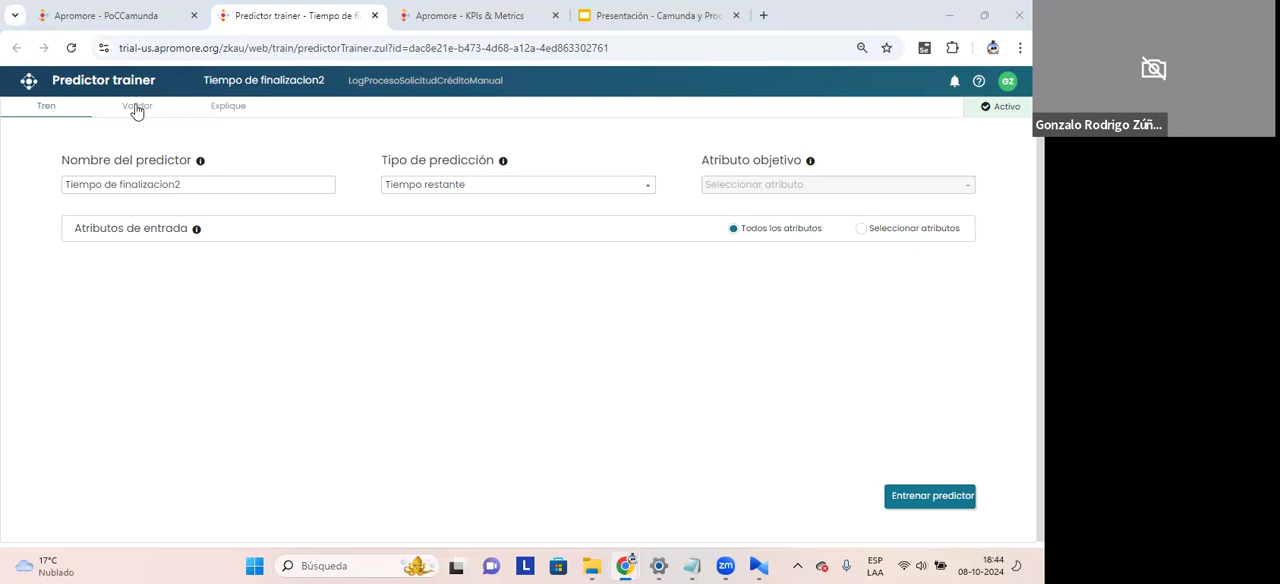 Apromore - PoCCamunda
Predictor trainer - Tiempo de fi
Apromore - KPIs & Metrics
Presentación - Camunda y Proc
trial-us.apromore.org/zkau/web/train/predictorTrainer.zul?id=dac8e21e-b473-4d68-a12a-4ed863302761
Predictor trainer
Tiempo de finalizacion2
LogProcesoSolicitudCréditoManual
GZ
Tren
Validar
Explique
Activo
Gonzalo Rodrigo Zúñ...
Nombre del predictor
Tipo de predicción
Atributo objetivo
Tiempo de finalizacion2
Tiempo restante
Seleccionar atributo
Atributos de entrada
Todos los atributos
Seleccionar atributos
Entrenar predictor
17°C
Nublado
Búsqueda
L
zm
ESP
LAA
18:44
08-10-2024